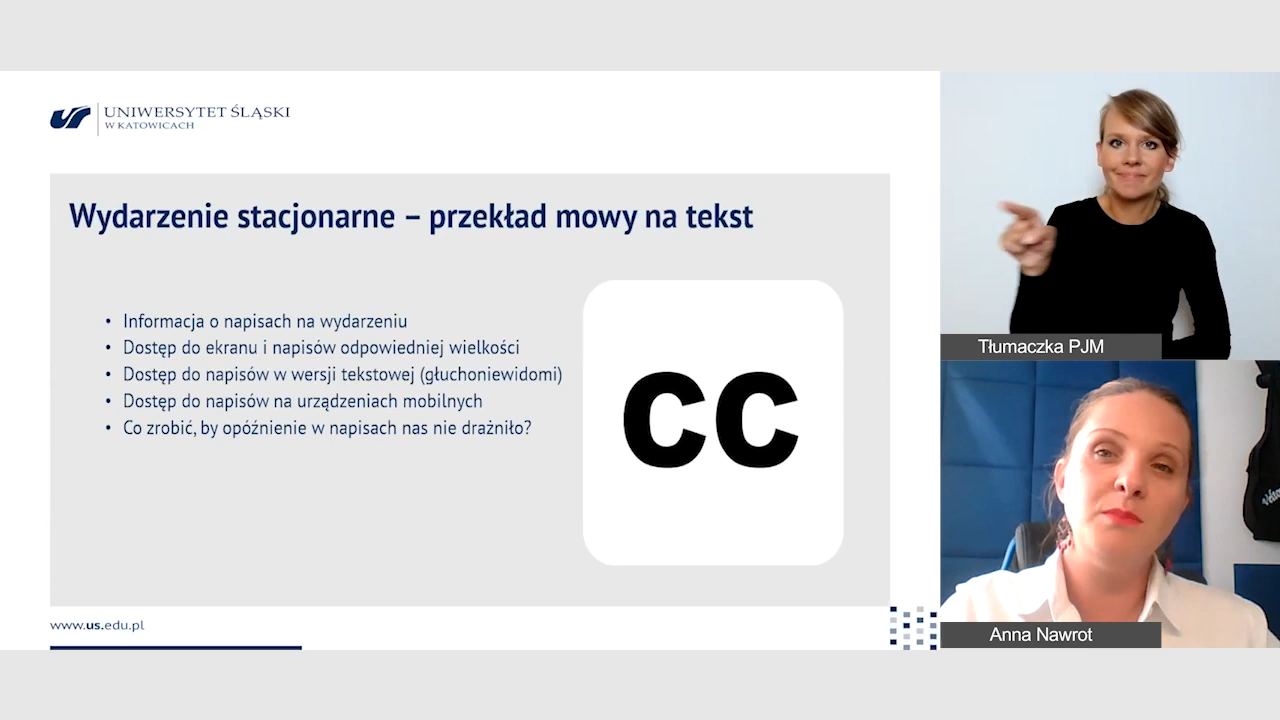 UNIWERSYTET ŚLĄSKI
W KATOWICACH
Wydarzenie stacjonarne – przekład mowy na tekst
• Informacja o napisach na wydarzeniu
• Dostęp do ekranu i napisów odpowiedniej wielkości
• Dostęp do napisów w wersji tekstowej (głuchoniewidomi)
• Dostęp do napisów na urządzeniach mobilnych
• Co zrobić, by opóźnienie w napisach nas nie drażniło?
CC
www.us.edu.pl
Tłumaczka PJM
Anna Nawrot